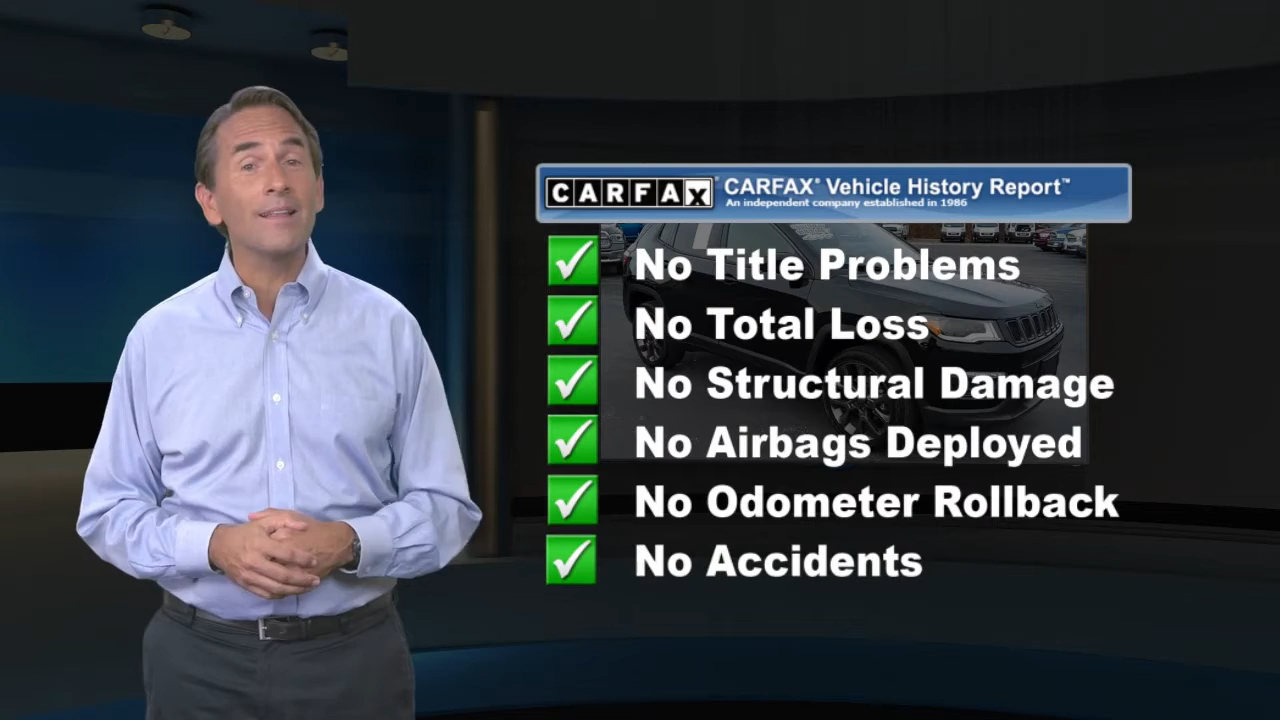 CARFAX® CARFAX® Vehicle History Report™
An independent company established in 1986
No Title Problems
No Total Loss
No Structural Damage
No Airbags Deployed
No Odometer Rollback
No Accidents